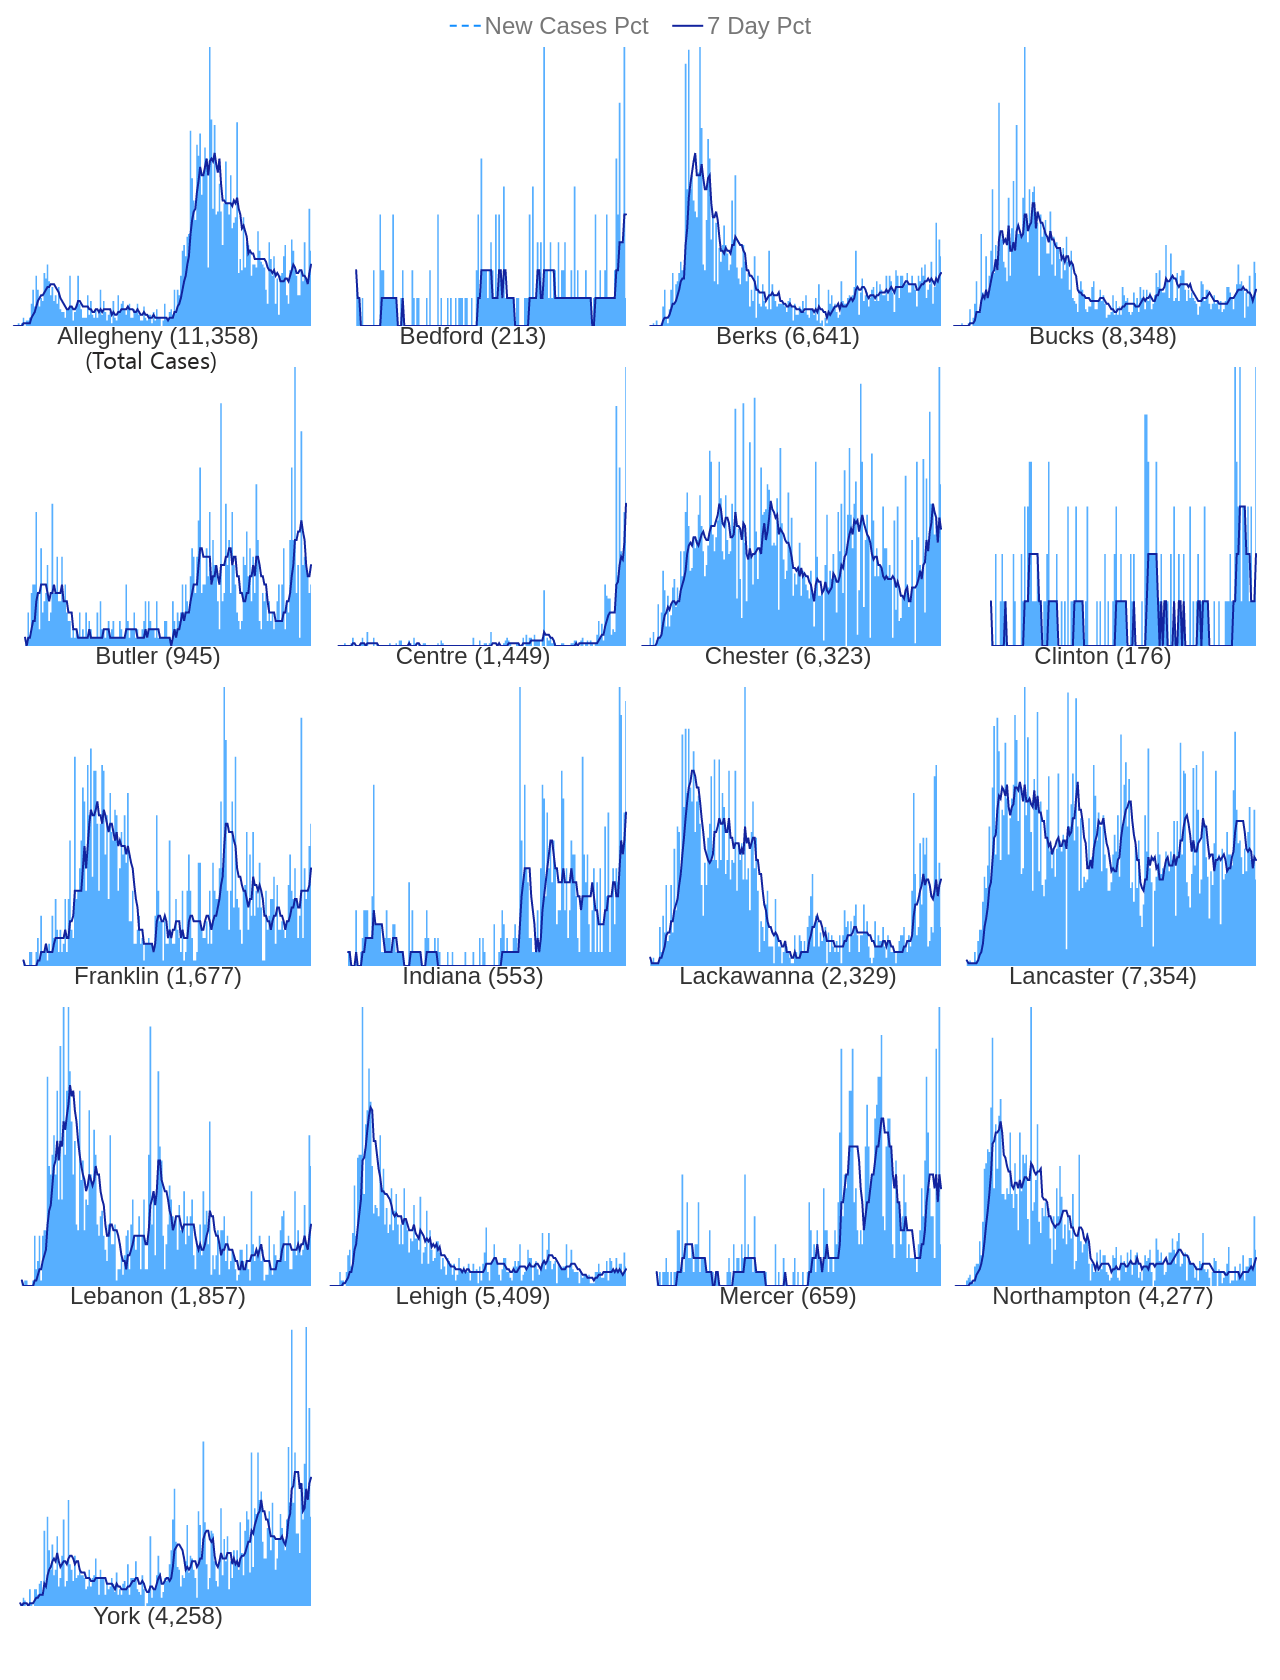 New Cases Pct 7 Day Pct
Allegheny (11,358) Bedford (213) Berks (6,641) Bucks (8,348)
(Total Cases)
Butler (945) Centre (1,449) Chester (6,323) Clinton (176)
Franklin (1,677) Indiana (553) Lackawanna (2,329) Lancaster (7,354)
Lebanon (1,857) Lehigh (5,409) Mercer (659) Northampton (4,277)
York (4,258)